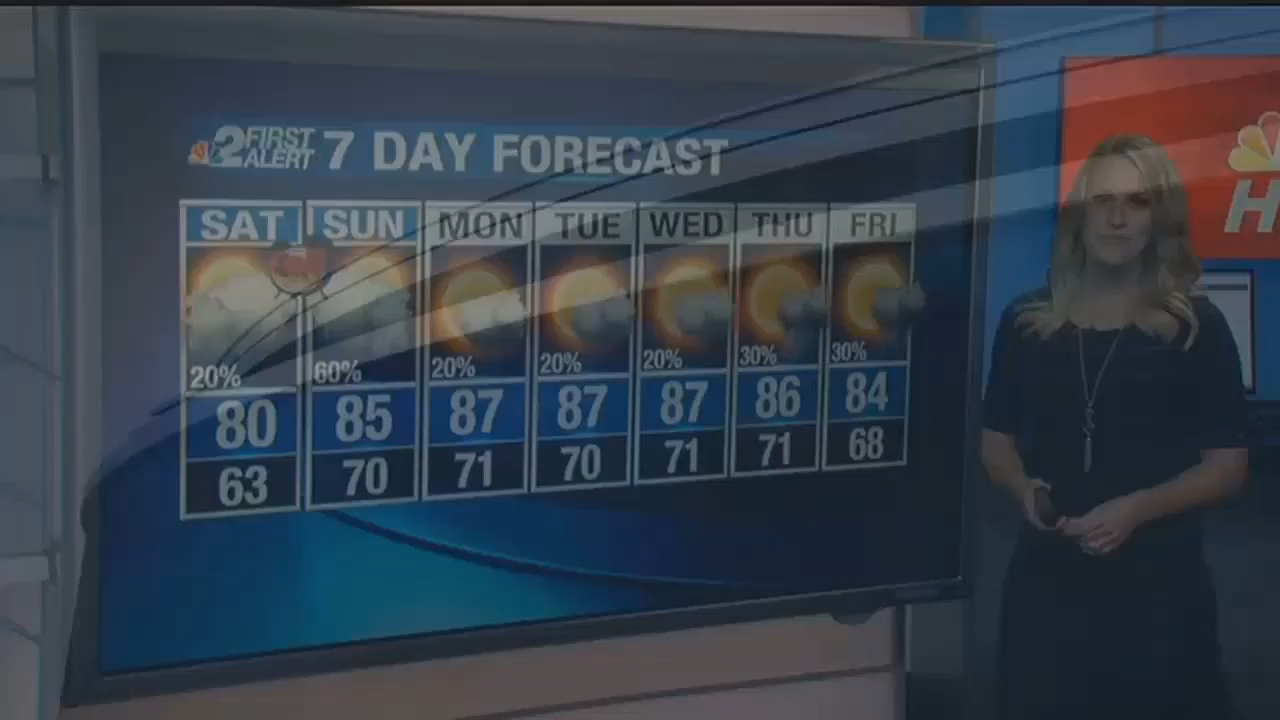 2 FIRST ALERT 7 DAY FORECAST
SAT SUN MON TUE WED THU FRI
20% 60% 20% 20% 20% 30% 30%
80 85 87 87 87 86 84
63 70 71 70 71 71 68
H